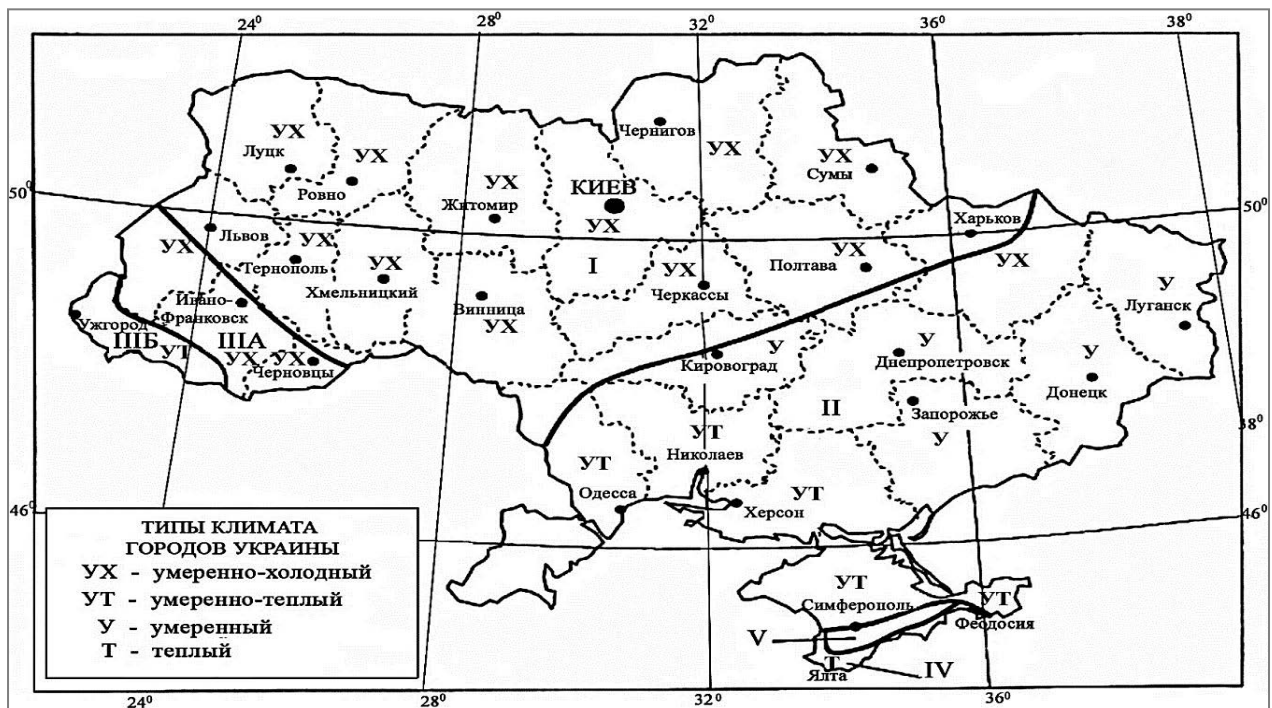 24⁰ 28⁰ 32⁰ 36⁰ 38⁰
Чернигов
УХ
Луцк
УХ
Ровно
УХ
Житомир
КИЕВ
УХ
УХ
УХ
Сумы
50⁰
50⁰
Львов
УХ
УХ
Тернополь
УХ
Хмельницкий
Винница
УХ
I
УХ
Черкассы
УХ
Полтава
Харьков
УХ
У
Луганск
Ивано-
Франковск
Ужгород
IIIБ
УТ
IIIА
УХ
УХ
Черновцы
У
Кировоград
У
Днепропетровск
У
Донецк
II
Запорожье
У
38⁰
УТ
Николаев
УТ
Одесса
УТ
Херсон
46⁰
46⁰
ТИПЫ КЛИМАТА
ГОРОДОВ УКРАИНЫ
УХ - умеренно-холодный
УТ - умеренно-теплый
У - умеренный
Т - теплый
УТ
Симферополь
УТ
Феодосия
V
Т
Ялта
IV
24⁰ 28⁰ 32⁰ 36⁰